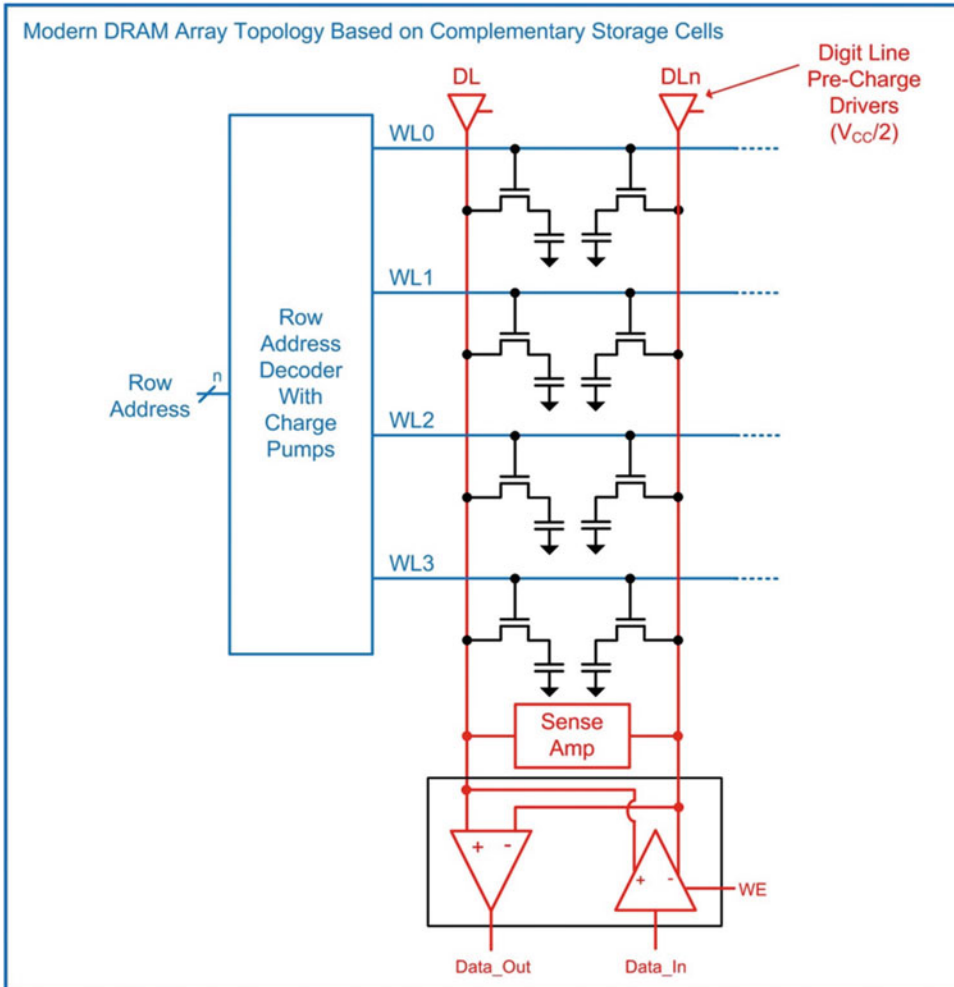 Modern DRAM Array Topology Based on Complementary Storage Cells
DL
DLn
Digit Line
Pre-Charge
Drivers
(VCC/2)
WL0
WL1
Row
Address
Decoder
With
Charge
Pumps
Row
Address
n
WL2
WL3
Sense
Amp
+ -
+ -
WE
Data_Out
Data_In